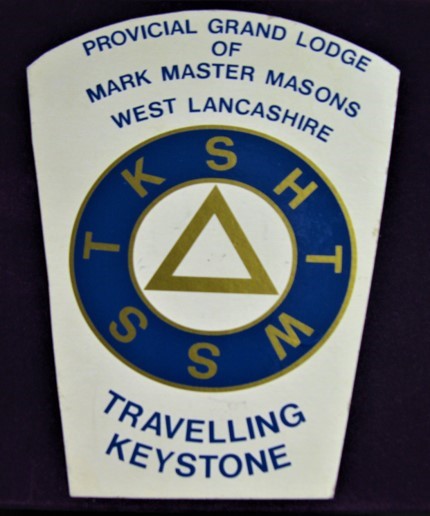 PROVICIAL GRAND LODGE
OF
MARK MASTER MASONS
WEST LANCASHIRE
H T W S S T K S
TRAVELLING
KEYSTONE